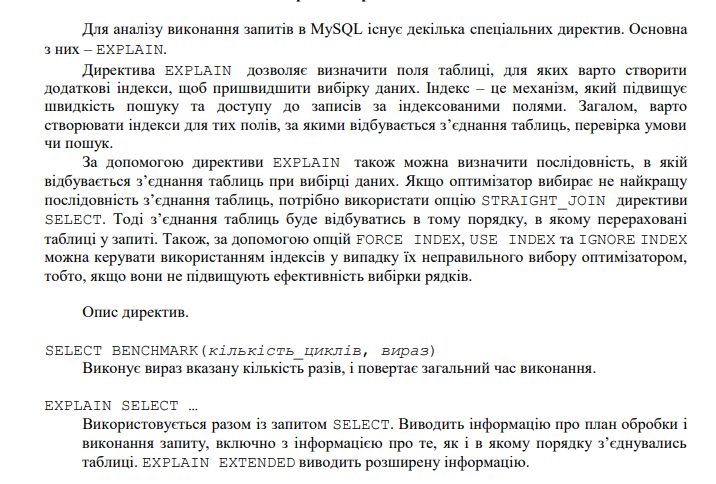 Для аналізу виконання запитів в MySQL існує декілька спеціальних директив. Основна
з них – EXPLAIN.
Директива EXPLAIN дозволяє визначити поля таблиці, для яких варто створити
додаткові індекси, щоб пришвидшити вибірку даних. Індекс – це механізм, який підвищує
швидкість пошуку та доступу до записів за індексованими полями. Загалом, варто
створювати індекси для тих полів, за якими відбувається з’єднання таблиць, перевірка умови
чи пошук.
За допомогою директиви EXPLAIN також можна визначити послідовність, в якій
відбувається з’єднання таблиць при вибірці даних. Якщо оптимізатор вибирає не найкращу
послідовність з’єднання таблиць, потрібно використати опцію STRAIGHT_JOIN директиви
SELECT. Тоді з’єднання таблиць буде відбуватись в тому порядку, в якому перераховані
таблиці у запиті. Також, за допомогою опцій FORCE INDEX, USE INDEX та IGNORE INDEX
можна керувати використанням індексів у випадку їх неправильного вибору оптимізатором,
тобто, якщо вони не підвищують ефективність вибірки рядків.
Опис директив.
SELECT BENCHMARK(кількість_циклів, вираз)
Виконує вираз вказану кількість разів, і повертає загальний час виконання.
EXPLAIN SELECT …
Використовується разом із запитом SELECT. Виводить інформацію про план обробки і
виконання запиту, включно з інформацією про те, як і в якому порядку з’єднувались
таблиці. EXPLAIN EXTENDED виводить розширену інформацію.